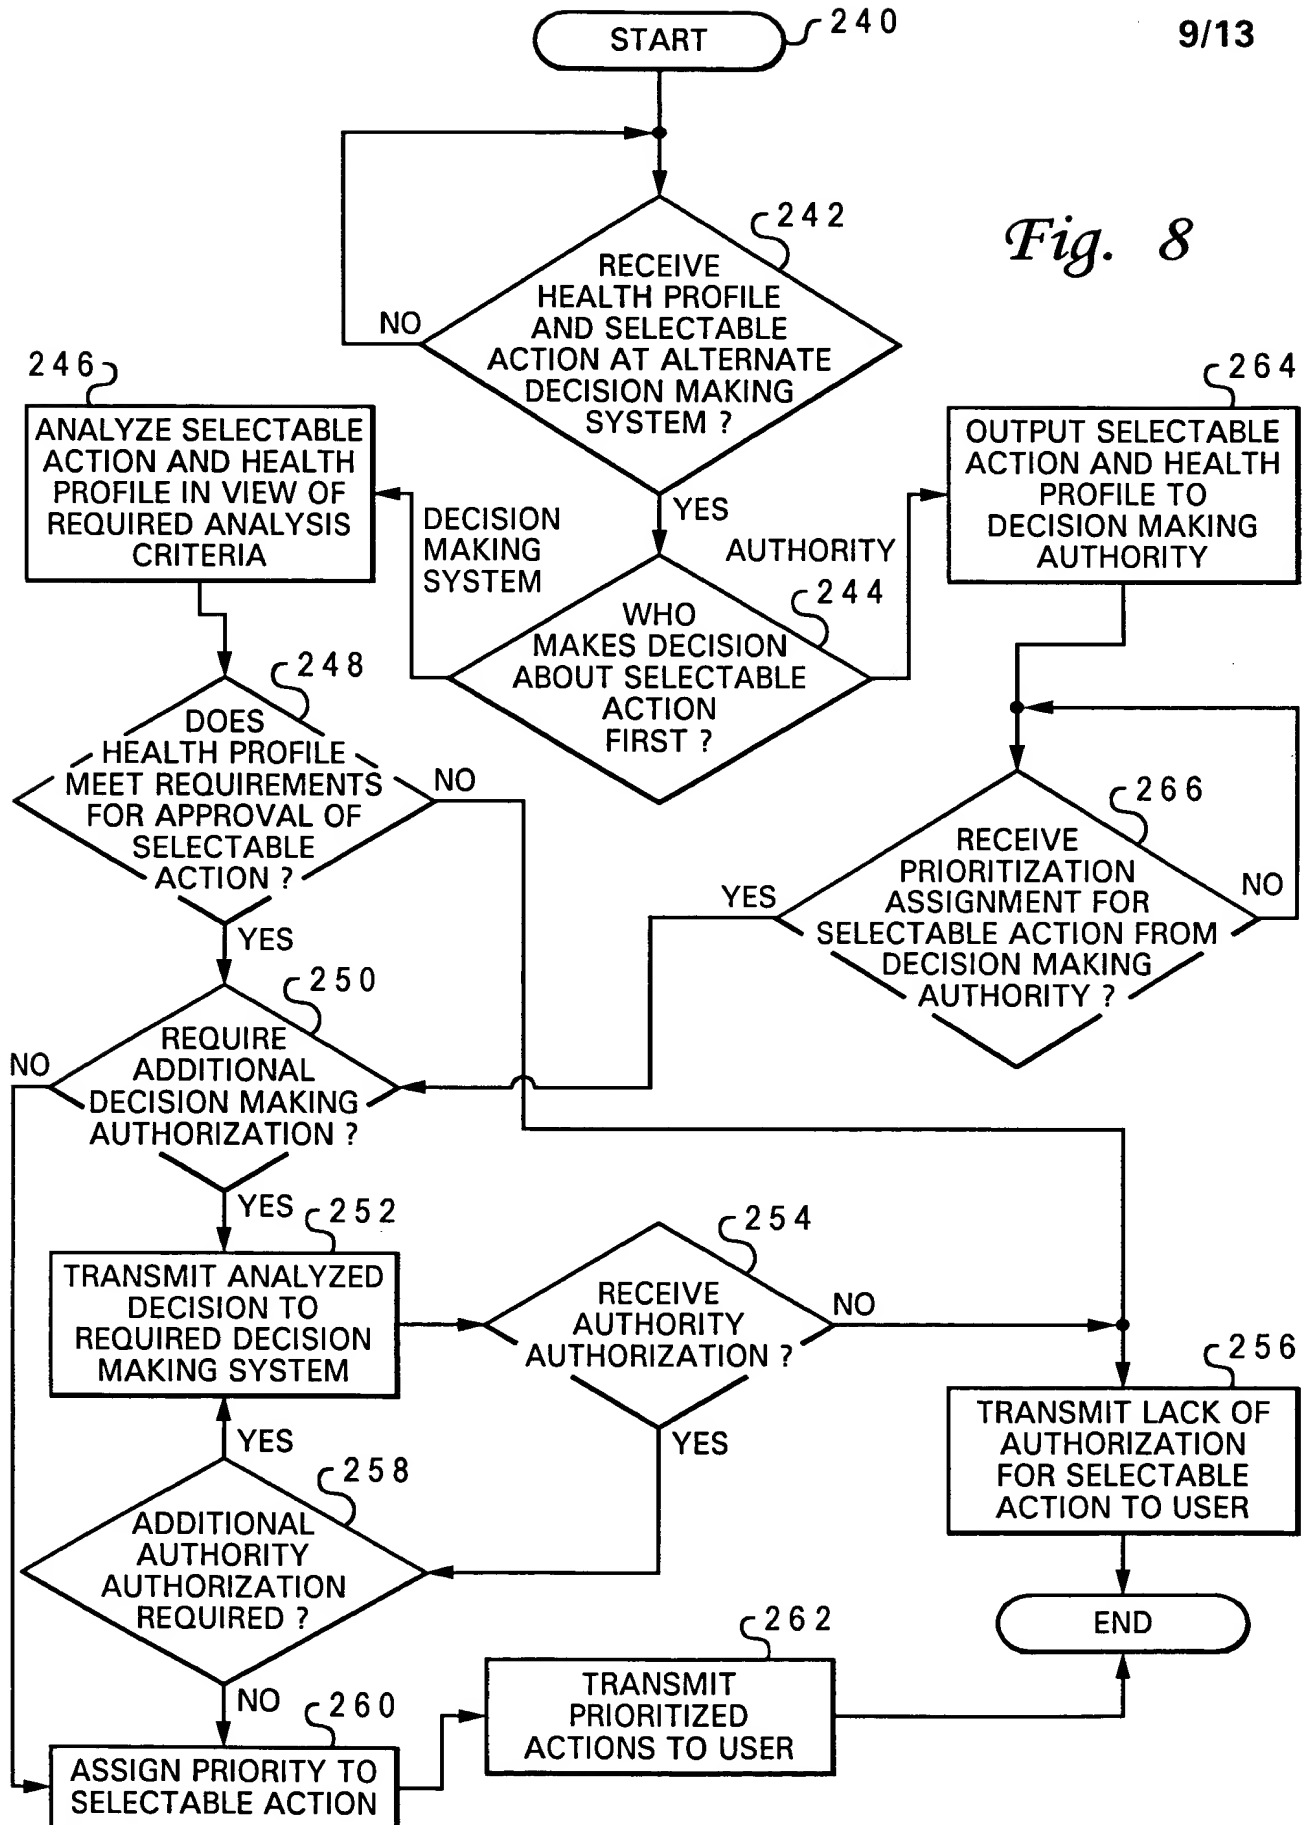 START
240
9/13
Fig. 8
242
RECEIVE
HEALTH PROFILE
AND SELECTABLE
ACTION AT ALTERNATE
DECISION MAKING
SYSTEM ?
NO
YES
246
ANALYZE SELECTABLE
ACTION AND HEALTH
PROFILE IN VIEW OF
REQUIRED ANALYSIS
CRITERIA
DECISION
MAKING
SYSTEM
AUTHORITY
244
WHO
MAKES DECISION
ABOUT SELECTABLE
ACTION
FIRST ?
264
OUTPUT SELECTABLE
ACTION AND HEALTH
PROFILE TO
DECISION MAKING
AUTHORITY
248
DOES
HEALTH PROFILE
MEET REQUIREMENTS
FOR APPROVAL OF
SELECTABLE
ACTION ?
NO
YES
266
RECEIVE
PRIORITIZATION
ASSIGNMENT FOR
SELECTABLE ACTION FROM
DECISION MAKING
AUTHORITY ?
YES
NO
250
REQUIRE
ADDITIONAL
DECISION MAKING
AUTHORIZATION ?
NO
YES
252
TRANSMIT ANALYZED
DECISION TO
REQUIRED DECISION
MAKING SYSTEM
254
RECEIVE
AUTHORITY
AUTHORIZATION ?
NO
YES
256
TRANSMIT LACK OF
AUTHORIZATION
FOR SELECTABLE
ACTION TO USER
YES
258
ADDITIONAL
AUTHORITY
AUTHORIZATION
REQUIRED ?
NO
END
260
ASSIGN PRIORITY TO
SELECTABLE ACTION
262
TRANSMIT
PRIORITIZED
ACTIONS TO USER